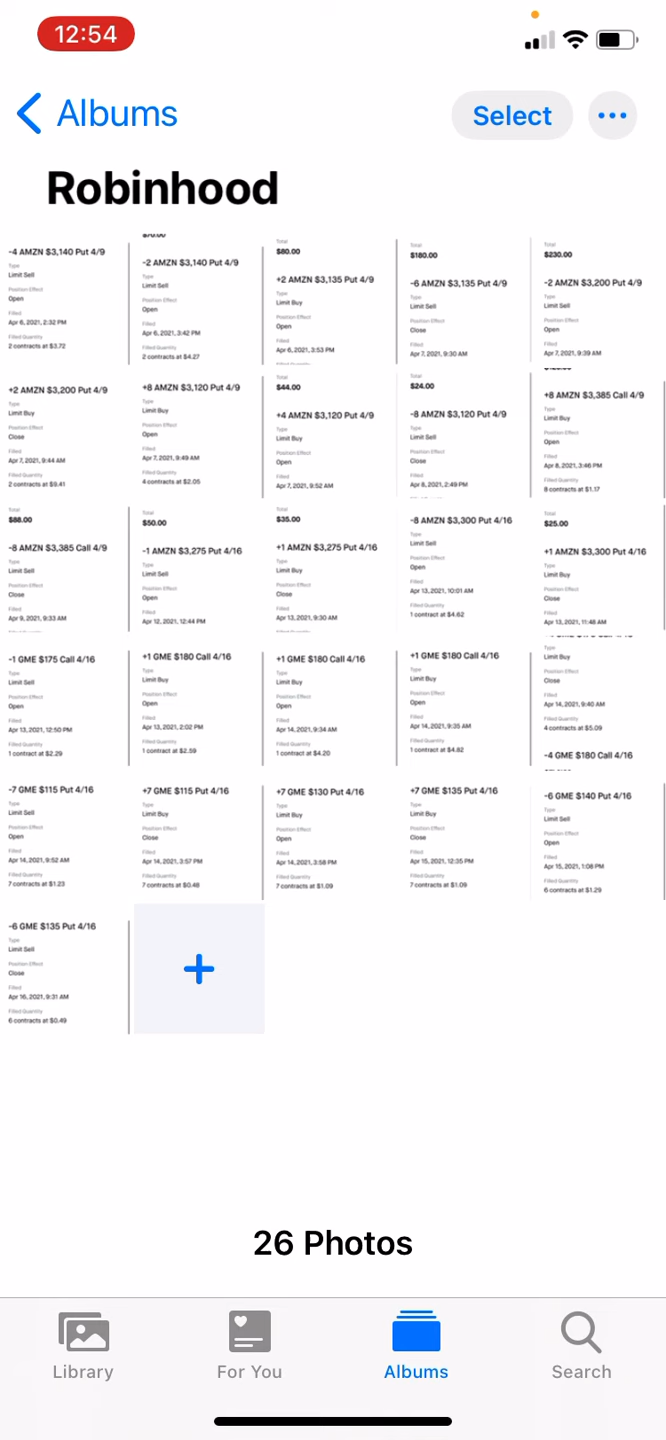 12:54
Albums
Select
Robinhood
-4 AMZN $3,140 Put 4/9
Type
Limit Sell
Position Effect
Open
Filled
Apr 6, 2021, 2:32 PM
Filled Quantity
2 contracts at $3.72
$70.00
-2 AMZN $3,140 Put 4/9
Type
Limit Sell
Position Effect
Open
Filled
Apr 6, 2021, 3:42 PM
Filled Quantity
2 contracts at $4.27
Total
$80.00
+2 AMZN $3,135 Put 4/9
Type
Limit Buy
Position Effect
Open
Filled
Apr 6, 2021, 3:53 PM
Total
$180.00
-6 AMZN $3,135 Put 4/9
Type
Limit Sell
Position Effect
Close
Filled
Apr 7, 2021, 9:30 AM
Total
$230.00
-2 AMZN $3,200 Put 4/9
Type
Limit Sell
Position Effect
Open
Filled
Apr 7, 2021, 9:39 AM
+2 AMZN $3,200 Put 4/9
Type
Limit Buy
Position Effect
Close
Filled
Apr 7, 2021, 9:44 AM
Filled Quantity
2 contracts at $9.41
+8 AMZN $3,120 Put 4/9
Type
Limit Buy
Position Effect
Open
Filled
Apr 7, 2021, 9:49 AM
Filled Quantity
4 contracts at $2.05
Total
$44.00
+4 AMZN $3,120 Put 4/9
Type
Limit Buy
Position Effect
Open
Filled
Apr 7, 2021, 9:52 AM
Total
$24.00
-8 AMZN $3,120 Put 4/9
Type
Limit Sell
Position Effect
Close
Filled
Apr 8, 2021, 2:49 PM
+8 AMZN $3,385 Call 4/9
Type
Limit Buy
Position Effect
Open
Filled
Apr 8, 2021, 3:46 PM
Filled Quantity
8 contracts at $1.17
Total
$88.00
-8 AMZN $3,385 Call 4/9
Type
Limit Sell
Position Effect
Close
Filled
Apr 9, 2021, 9:33 AM
Total
$50.00
-1 AMZN $3,275 Put 4/16
Type
Limit Sell
Position Effect
Open
Filled
Apr 12, 2021, 12:44 PM
Total
$35.00
+1 AMZN $3,275 Put 4/16
Type
Limit Buy
Position Effect
Close
Filled
Apr 13, 2021, 9:30 AM
-8 AMZN $3,300 Put 4/16
Type
Limit Sell
Position Effect
Open
Filled
Apr 13, 2021, 10:01 AM
Filled Quantity
1 contract at $4.62
Total
$25.00
+1 AMZN $3,300 Put 4/16
Type
Limit Buy
Position Effect
Close
Filled
Apr 13, 2021, 11:48 AM
-1 GME $175 Call 4/16
Type
Limit Sell
Position Effect
Open
Filled
Apr 13, 2021, 12:50 PM
Filled Quantity
1 contract at $2.29
+1 GME $180 Call 4/16
Type
Limit Buy
Position Effect
Open
Filled
Apr 13, 2021, 2:02 PM
Filled Quantity
1 contract at $2.59
+1 GME $180 Call 4/16
Type
Limit Buy
Position Effect
Open
Filled
Apr 14, 2021, 9:34 AM
Filled Quantity
1 contract at $4.20
+1 GME $180 Call 4/16
Type
Limit Buy
Position Effect
Open
Filled
Apr 14, 2021, 9:35 AM
Filled Quantity
1 contract at $4.82
Type
Limit Buy
Position Effect
Close
Filled
Apr 14, 2021, 9:40 AM
Filled Quantity
4 contracts at $5.09
-4 GME $180 Call 4/16
-7 GME $115 Put 4/16
Type
Limit Sell
Position Effect
Open
Filled
Apr 14, 2021, 9:52 AM
Filled Quantity
7 contracts at $1.23
+7 GME $115 Put 4/16
Type
Limit Buy
Position Effect
Close
Filled
Apr 14, 2021, 3:57 PM
Filled Quantity
7 contracts at $0.48
+7 GME $130 Put 4/16
Type
Limit Buy
Position Effect
Open
Filled
Apr 14, 2021, 3:58 PM
Filled Quantity
7 contracts at $1.09
+7 GME $135 Put 4/16
Type
Limit Buy
Position Effect
Close
Filled
Apr 15, 2021, 12:35 PM
Filled Quantity
7 contracts at $1.09
-6 GME $140 Put 4/16
Type
Limit Sell
Position Effect
Open
Filled
Apr 15, 2021, 1:08 PM
Filled Quantity
6 contracts at $1.29
-6 GME $135 Put 4/16
Type
Limit Sell
Position Effect
Close
Filled
Apr 16, 2021, 9:31 AM
Filled Quantity
6 contracts at $0.49
26 Photos
Library
For You
Albums
Search